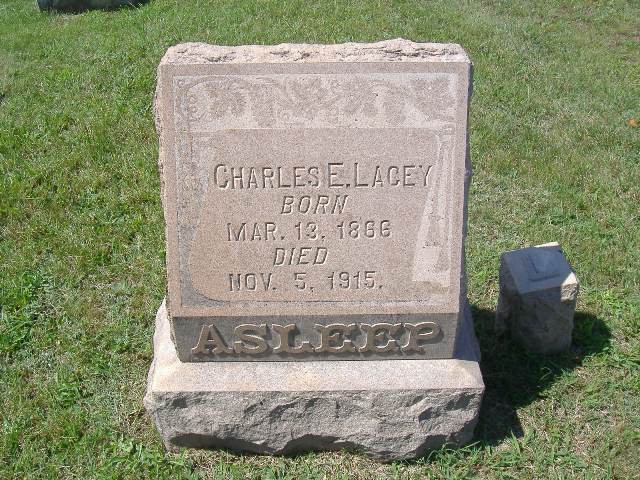 CHARLES E. LACEY
BORN
MAR. 13, 1866
DIED
NOV. 5, 1915.
ASLEEP
L